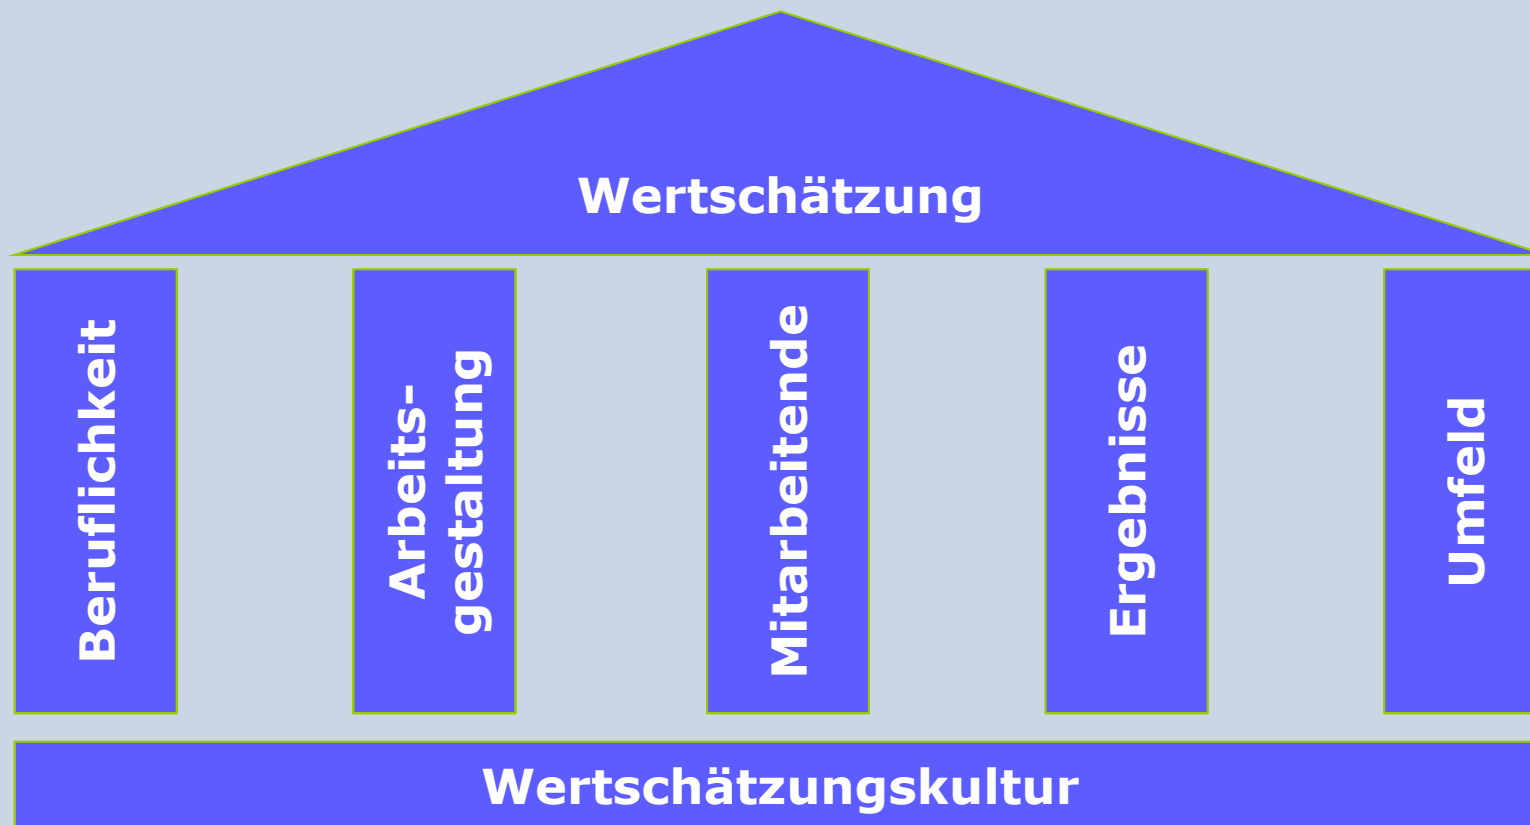 Wertschätzung
Beruflichkeit
Arbeits-
gestaltung
Mitarbeitende
Ergebnisse
Umfeld
Wertschätzungskultur